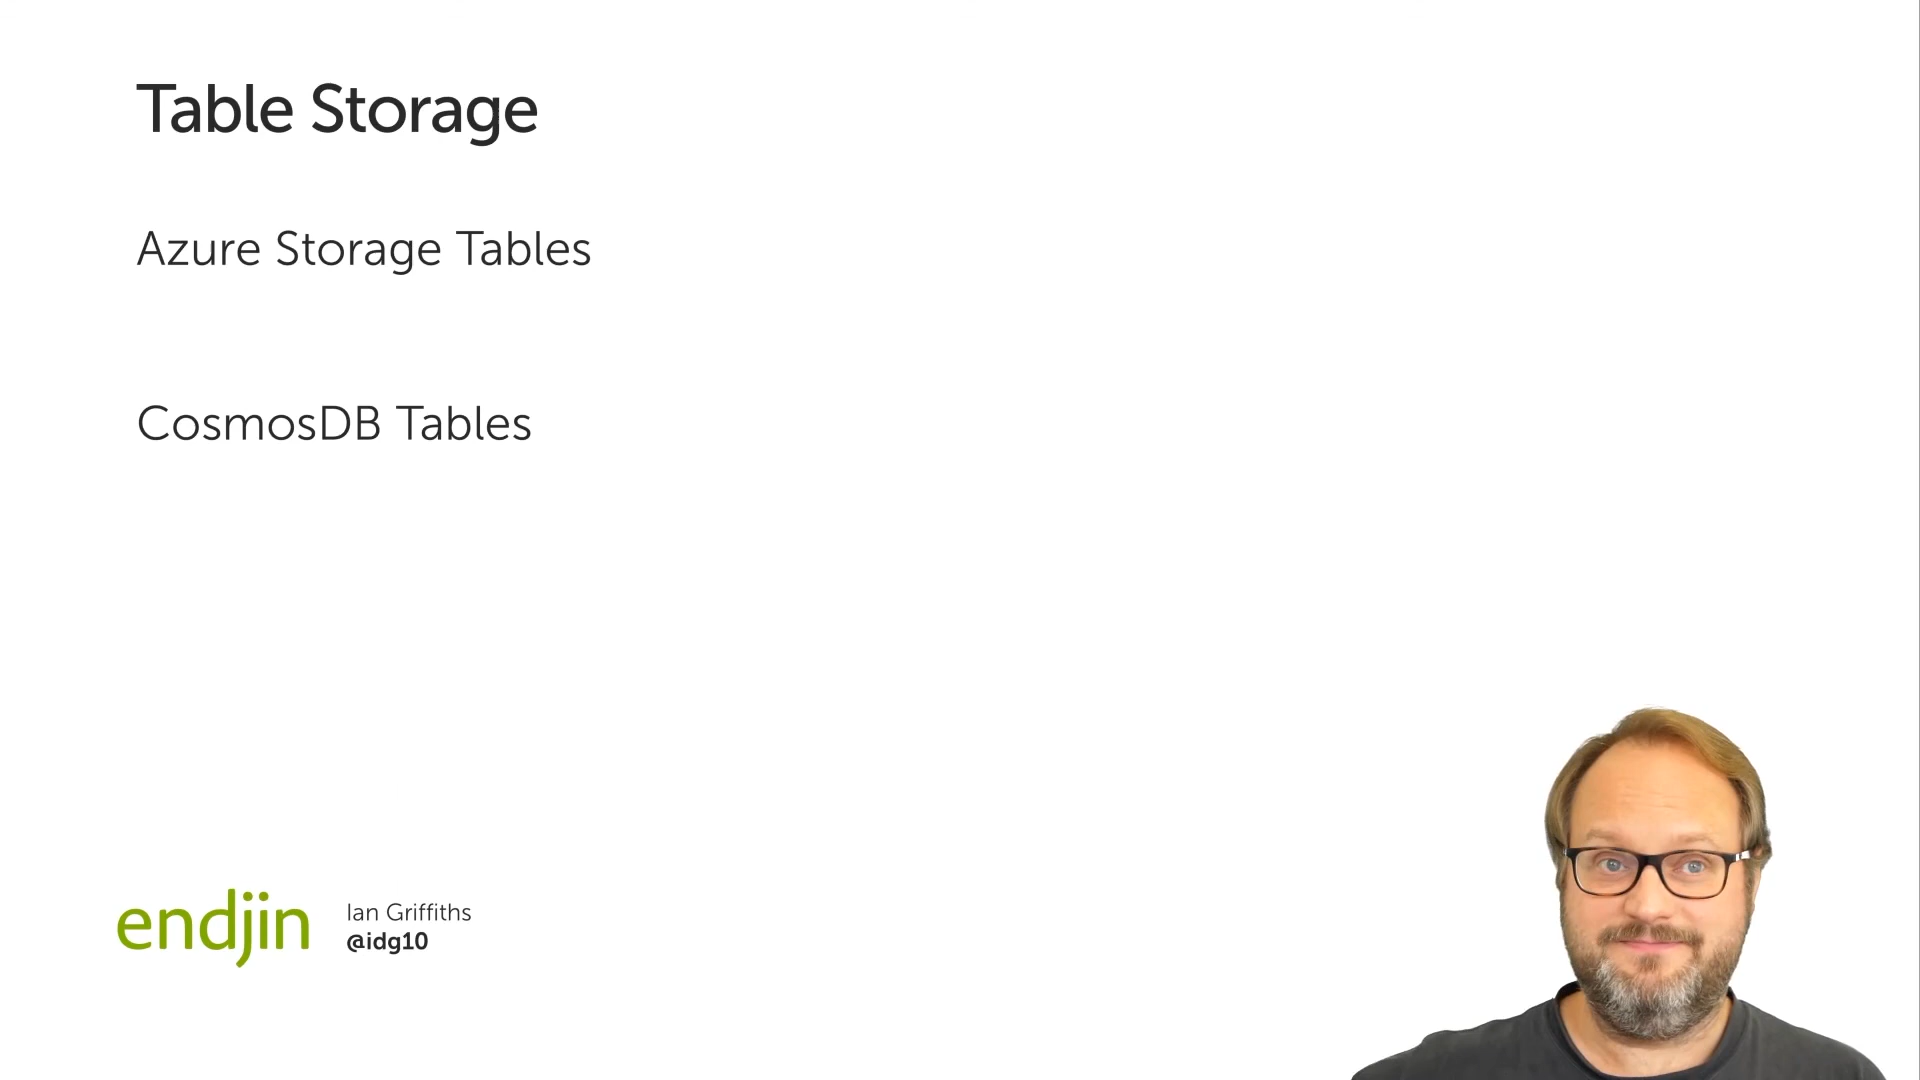 Table Storage
Azure Storage Tables
CosmosDB Tables
endjin
Ian Griffiths
@idg10